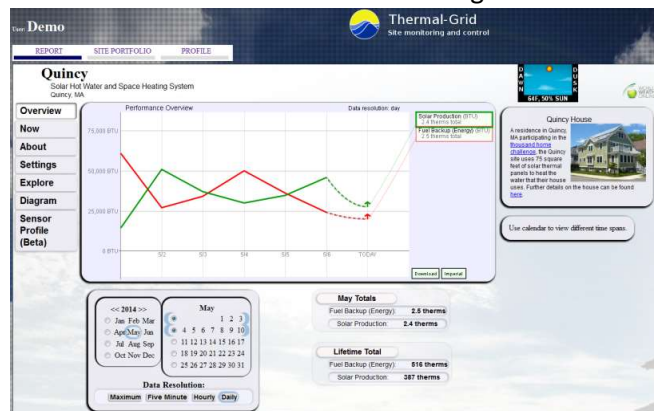 User: Demo
Thermal-Grid
Site monitoring and control
REPORT SITE PORTFOLIO PROFILE
Quincy
Solar Hot Water and Space Heating System
Quincy, MA
DAWN
DUSK
64F, 50% SUN
Overview
Now
About
Settings
Explore
Diagram
Sensor
Profile
(Beta)
Performance Overview
Data resolution: day
75,000 BTU
50,000 BTU
25,000 BTU
0 BTU
5/2 5/3 5/4 5/5 5/6 TODAY
Solar Production (BTU)
2.4 therms total
Fuel Backup (Energy) (BTU)
2.5 therms total
Download Imperial
Quincy House
A residence in Quincy,
MA participating in the
thousand home
challenge, the Quincy
site uses 75 square
feet of solar thermal
panels to heat the
water that their house
uses. Further details on the house can be found
here.
Use calendar to view different time spans.
<< 2014 >>
Jan Feb Mar
Apr May Jun
Jul Aug Sep
Oct Nov Dec
May
1 2 3
4 5 6 7 8 9 10
11 12 13 14 15 16 17
18 19 20 21 22 23 24
25 26 27 28 29 30 31
Data Resolution:
Maximum Five Minute Hourly Daily
May Totals
Fuel Backup (Energy): 2.5 therms
Solar Production: 2.4 therms
Lifetime Total
Fuel Backup (Energy): 516 therms
Solar Production: 387 therms